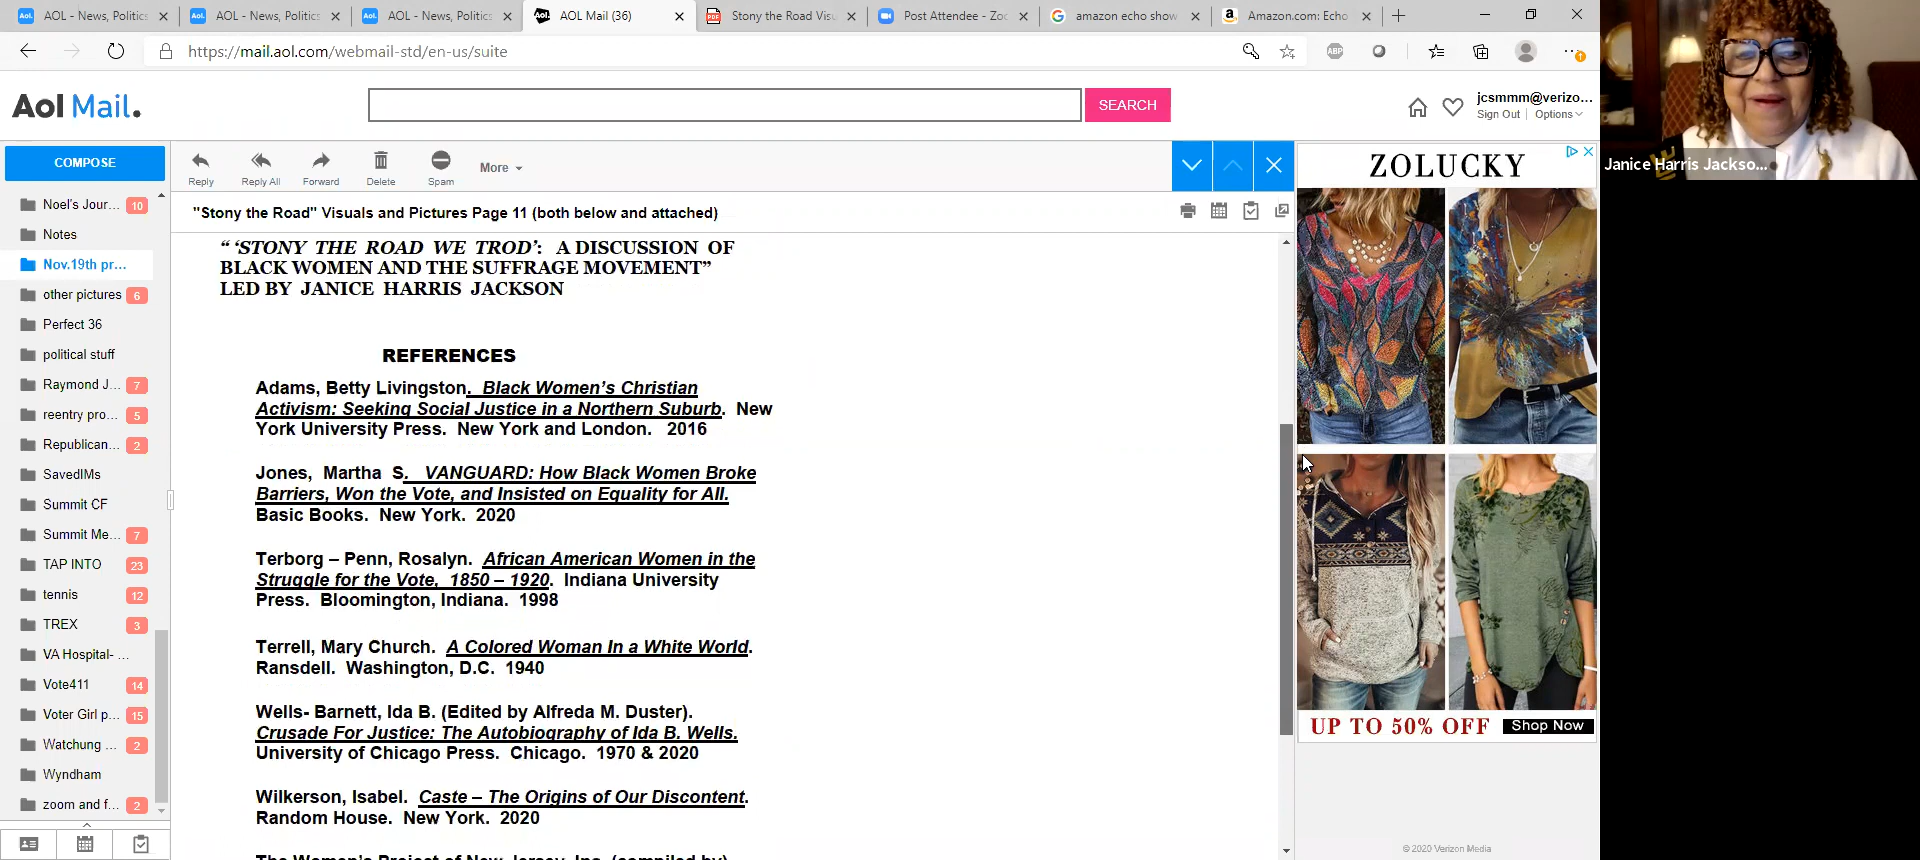 AOL - News, Politics
AOL - News, Politics
AOL - News, Politics
AOL Mail (36)
Stony the Road Visu
Post Attendee - Zoo
amazon echo show
Amazon.com: Echo
https://mail.aol.com/webmail-std/en-us/suite
ABP
Aol Mail.
SEARCH
jcsmmm@verizo...
Sign Out
Options
COMPOSE
Reply
Reply All
Forward
Delete
Spam
More
"Stony the Road" Visuals and Pictures Page 11 (both below and attached)
Noel's Jour... 10
Notes
Nov.19th pr...
other pictures 6
Perfect 36
political stuff
Raymond J... 7
reentry pro... 5
Republican... 2
SavedIMs
Summit CF
Summit Me... 7
TAP INTO 23
tennis 12
TREX 3
VA Hospital- ...
Vote411 14
Voter Girl p... 15
Watchung ... 2
Wyndham
zoom and f... 2
“ ‘STONY THE ROAD WE TROD’: A DISCUSSION OF
BLACK WOMEN AND THE SUFFRAGE MOVEMENT”
LED BY JANICE HARRIS JACKSON
REFERENCES
Adams, Betty Livingston. Black Women’s Christian
Activism: Seeking Social Justice in a Northern Suburb. New
York University Press. New York and London. 2016
Jones, Martha S. VANGUARD: How Black Women Broke
Barriers, Won the Vote, and Insisted on Equality for All.
Basic Books. New York. 2020
Terborg – Penn, Rosalyn. African American Women in the
Struggle for the Vote, 1850 – 1920. Indiana University
Press. Bloomington, Indiana. 1998
Terrell, Mary Church. A Colored Woman In a White World.
Ransdell. Washington, D.C. 1940
Wells- Barnett, Ida B. (Edited by Alfreda M. Duster).
Crusade For Justice: The Autobiography of Ida B. Wells.
University of Chicago Press. Chicago. 1970 & 2020
Wilkerson, Isabel. Caste – The Origins of Our Discontent.
Random House. New York. 2020
The Women's Project of New Jersey, Inc. (compiled by)
ZOLUCKY
UP TO 50% OFF
Shop Now
© 2020 Verizon Media
Janice Harris Jackso...